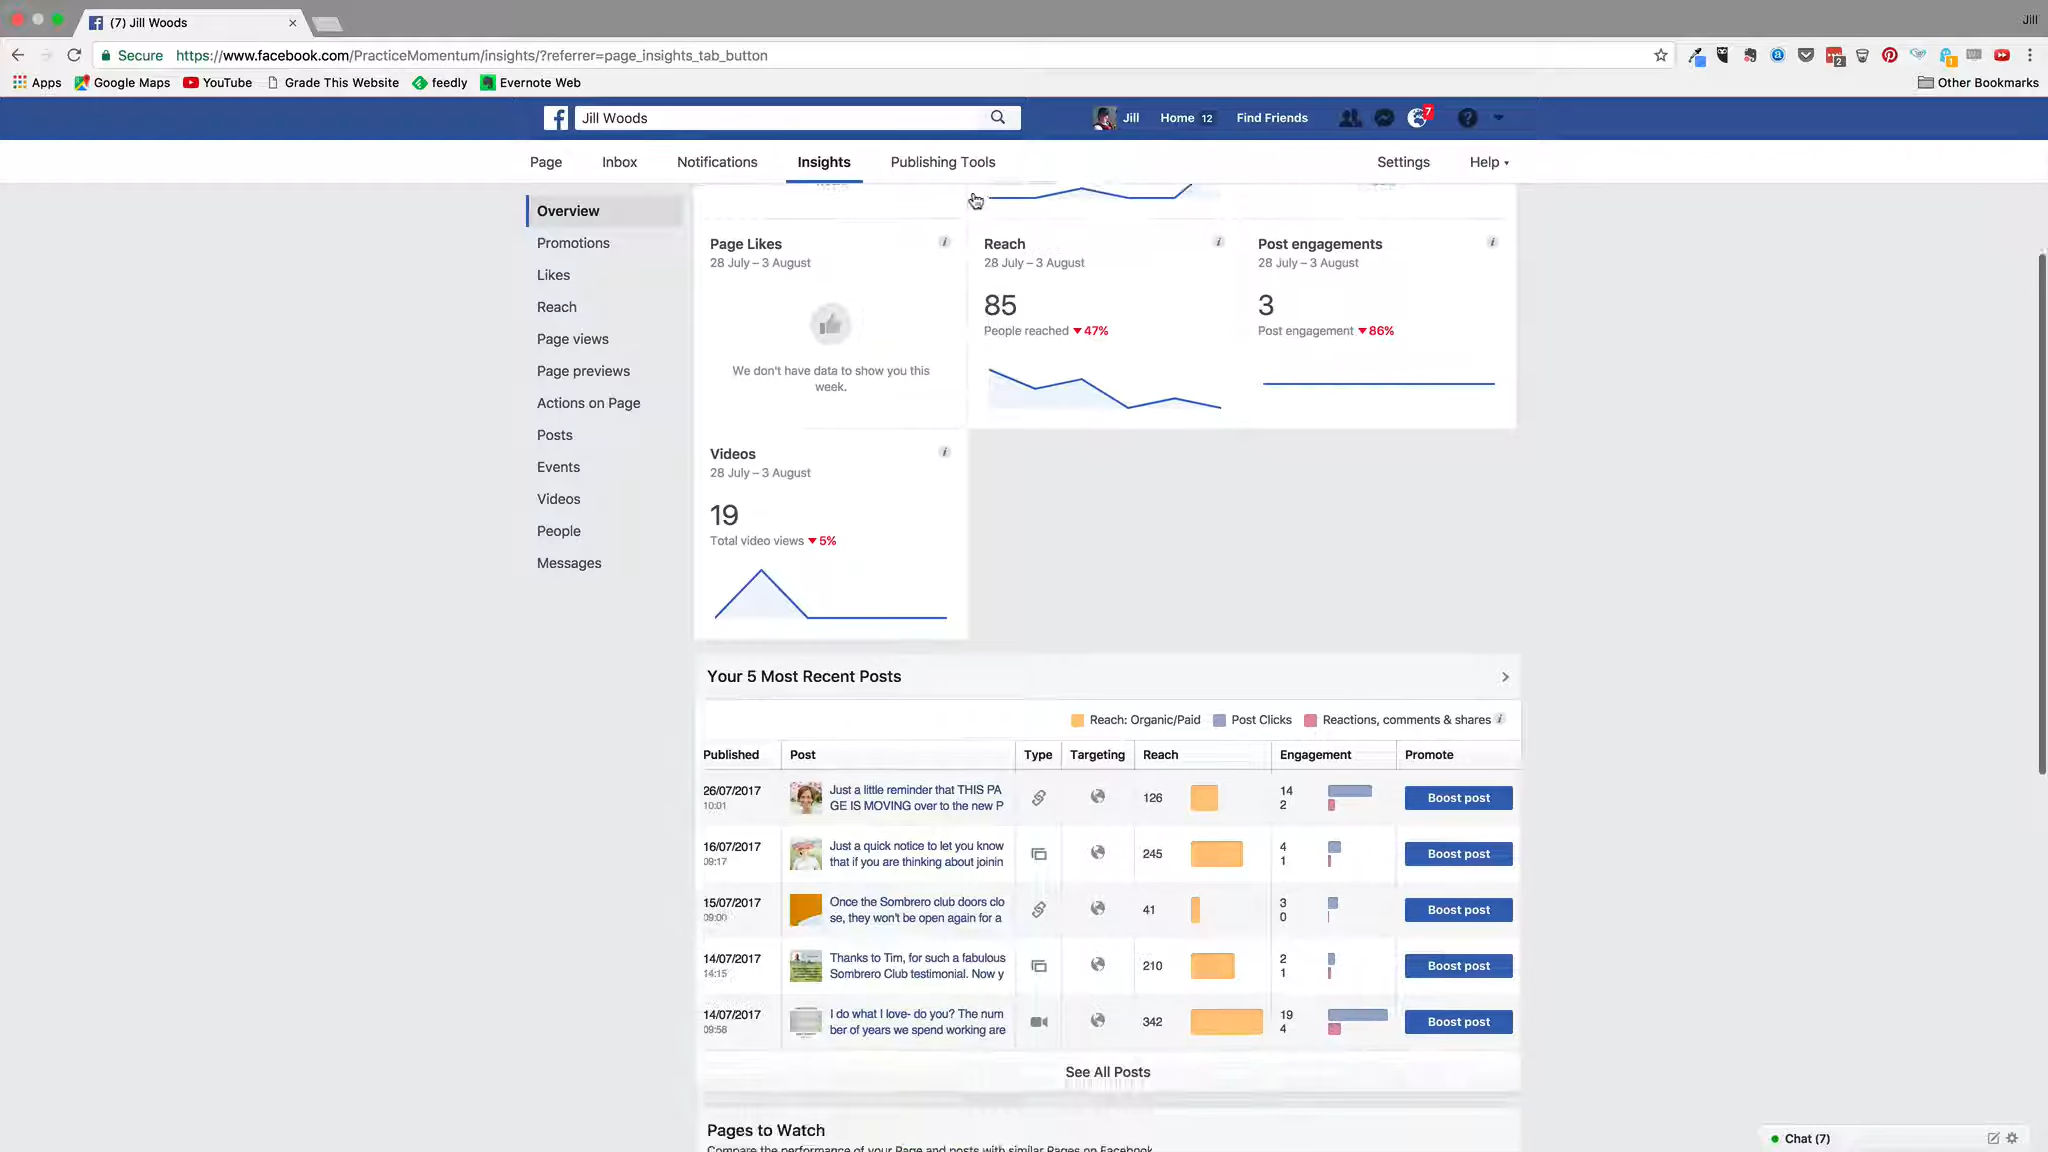 (7) Jill Woods
Jill
Secure https://www.facebook.com/PracticeMomentum/insights/?referrer=page_insights_tab_button
Apps Google Maps YouTube Grade This Website feedly Evernote Web Other Bookmarks
Jill Woods
Jill Home 12 Find Friends 7
Page Inbox Notifications Insights Publishing Tools Settings Help
Overview
Promotions
Likes
Reach
Page views
Page previews
Actions on Page
Posts
Events
Videos
People
Messages
Page Likes
28 July – 3 August
We don't have data to show you this
week.
Reach
28 July – 3 August
85
People reached 47%
Post engagements
28 July – 3 August
3
Post engagement 86%
Videos
28 July – 3 August
19
Total video views 5%
Your 5 Most Recent Posts
Reach: Organic/Paid Post Clicks Reactions, comments & shares
Published Post Type Targeting Reach Engagement Promote
26/07/2017 Just a little reminder that THIS PA 14
10:01 GE IS MOVING over to the new P 126 2 Boost post
16/07/2017 Just a quick notice to let you know 4
09:17 that if you are thinking about joinin 245 1 Boost post
15/07/2017 Once the Sombrero club doors clo 3
09:00 se, they won't be open again for a 41 0 Boost post
14/07/2017 Thanks to Tim, for such a fabulous 2
14:15 Sombrero Club testimonial. Now y 210 1 Boost post
14/07/2017 I do what I love- do you? The num 19
09:58 ber of years we spend working are 342 4 Boost post
See All Posts
Pages to Watch
Compare the performance of your Page and posts with similar Pages on Facebook.
Chat (7)